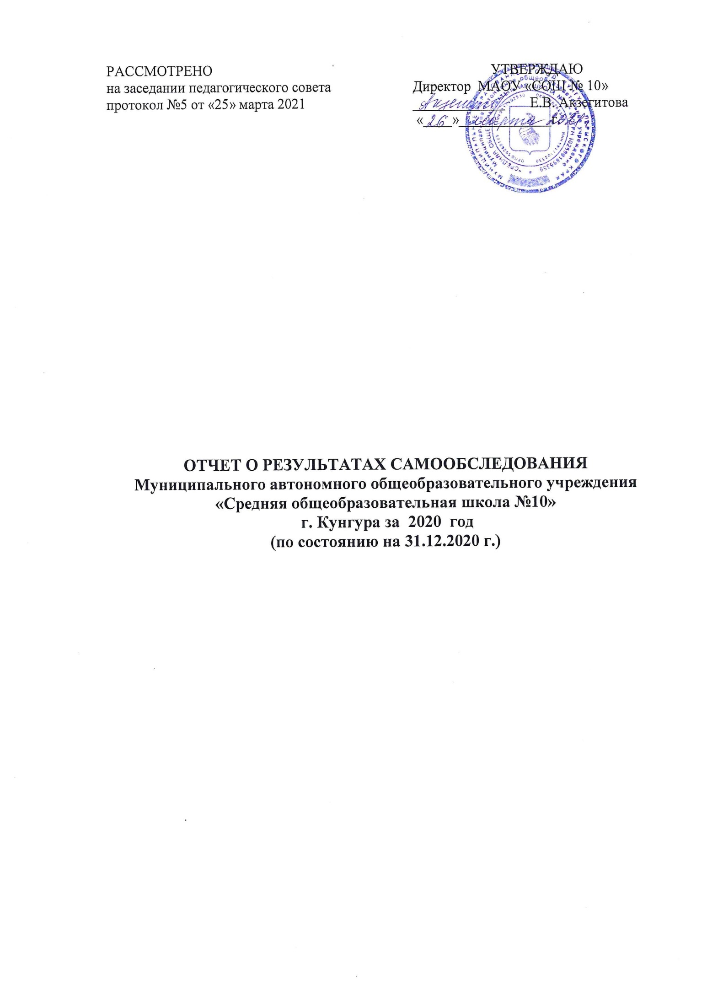 РАССМОТРЕНО
на заседании педагогического совета
протокол №5 от «25» марта 2021
УТВЕРЖДАЮ
Директор МАОУ «СОШ № 10»
Е.В. Акзегитова
«26» марта 2021 г.
ОТЧЕТ О РЕЗУЛЬТАТАХ САМООБСЛЕДОВАНИЯ
Муниципального автономного общеобразовательного учреждения
«Средняя общеобразовательная школа №10»
г. Кунгура за 2020 год
(по состоянию на 31.12.2020 г.)